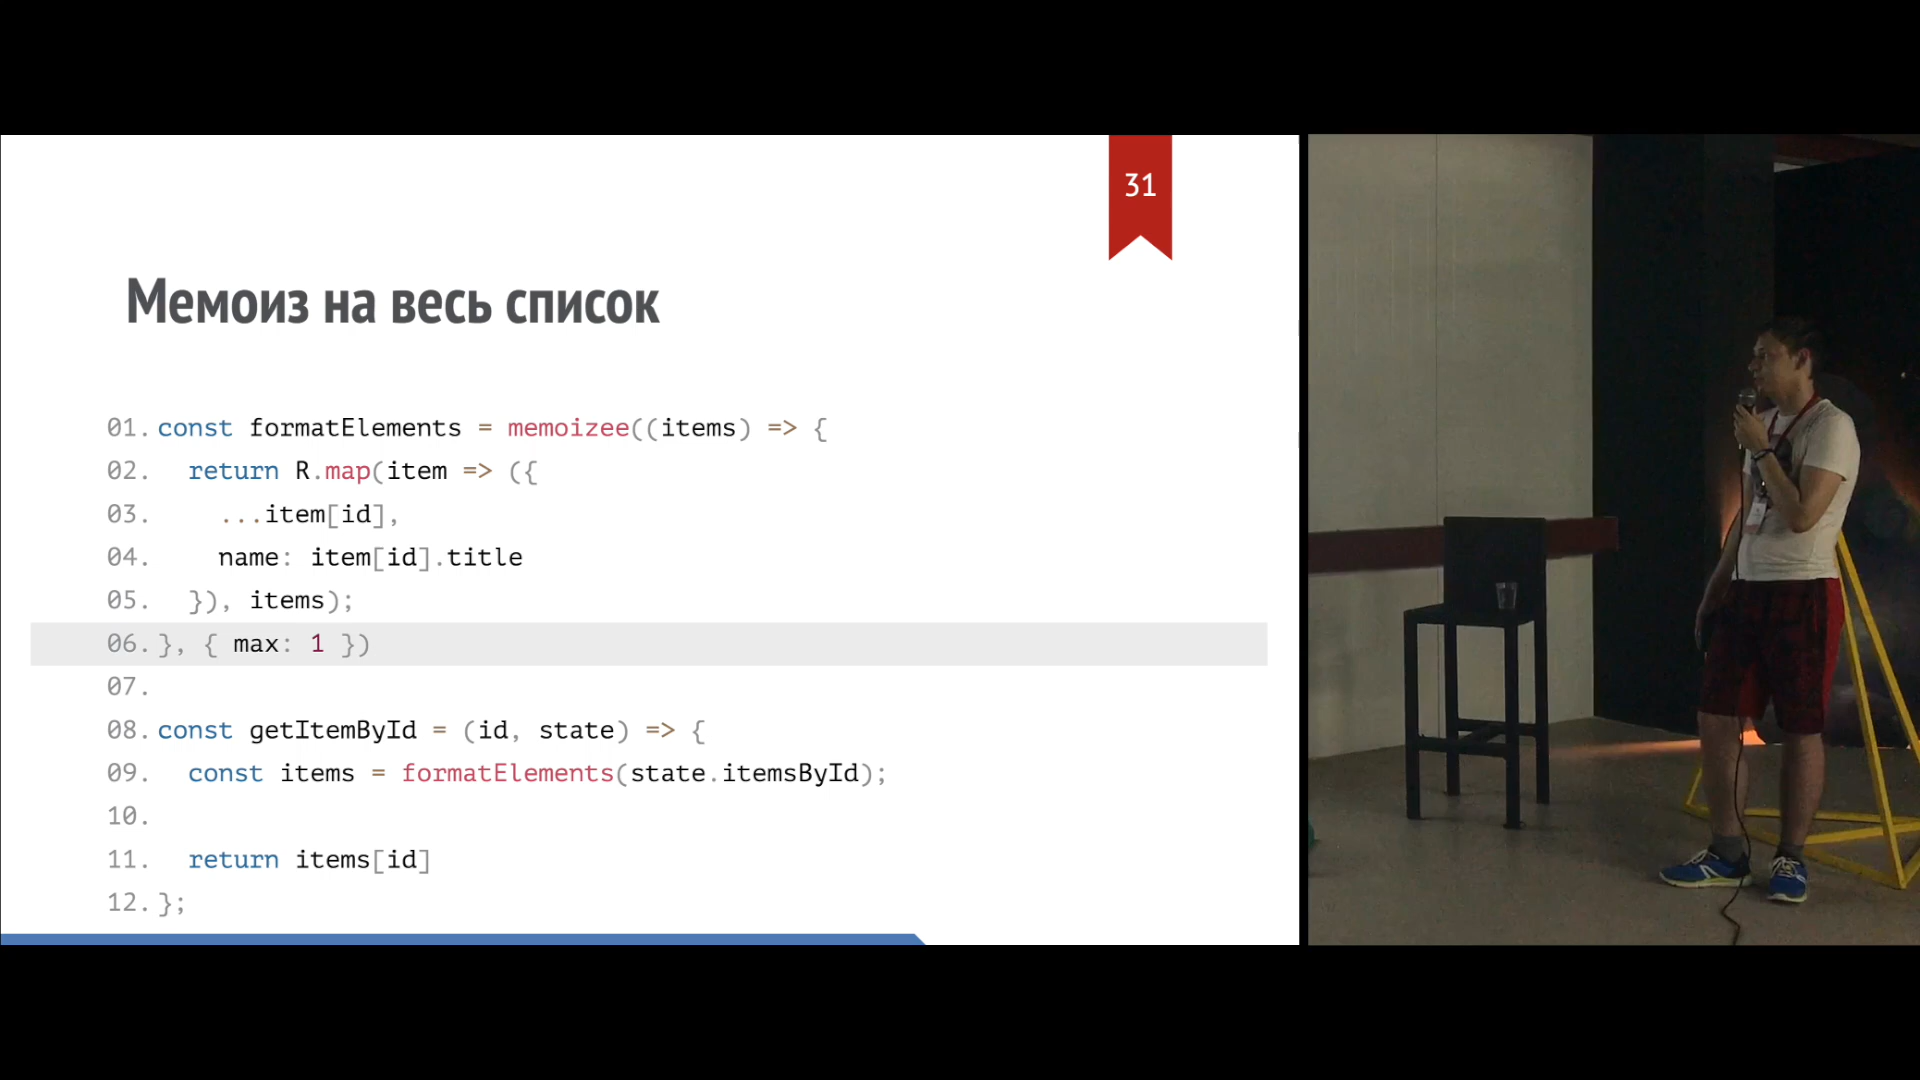 31
Мемоиз на весь список
01. const formatElements = memoizee((items) => {
02.   return R.map(item => ({
03.     ...item[id],
04.     name: item[id].title
05.   }), items);
06. }, { max: 1 })
07.
08. const getItemById = (id, state) => {
09.   const items = formatElements(state.itemsById);
10.
11.   return items[id]
12. };